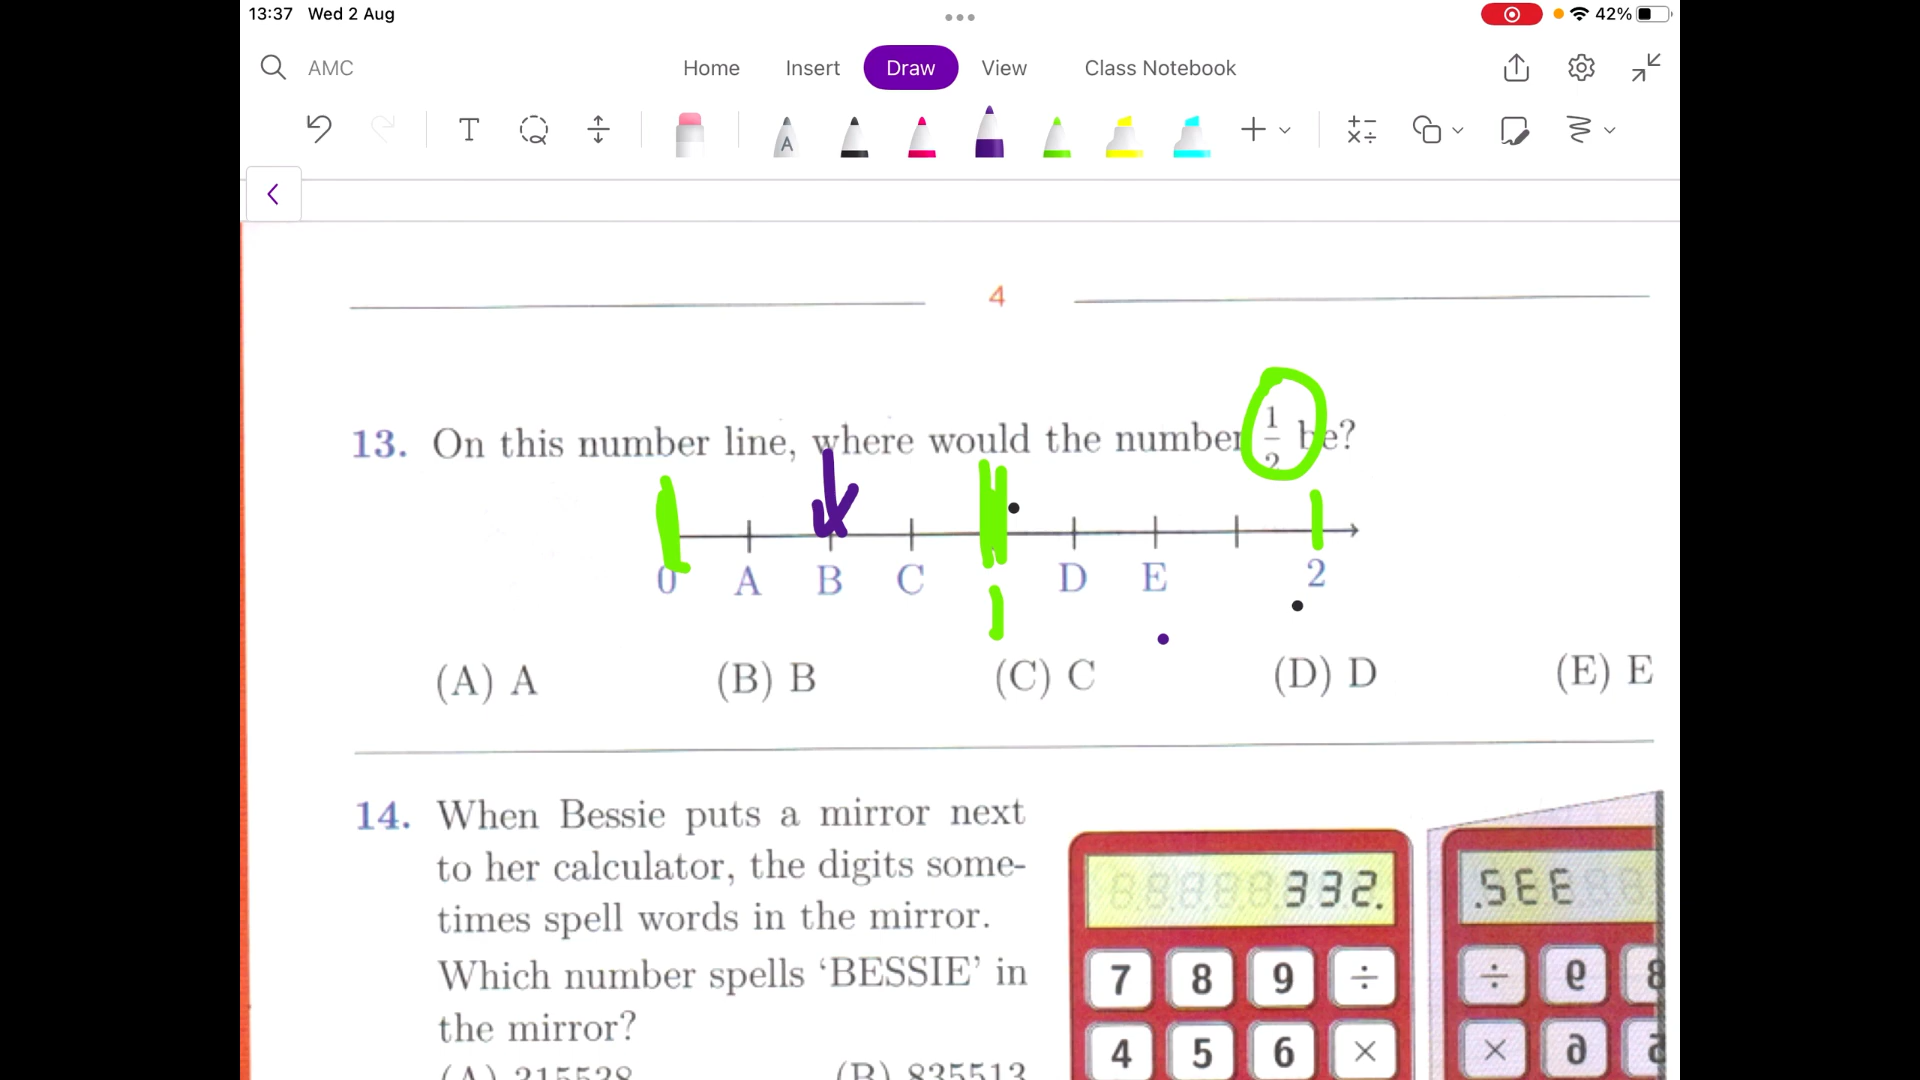 13:37 Wed 2 Aug
42%
AMC
Home Insert Draw View Class Notebook
T A
4
13. On this number line, where would the number 1/2 be?
0 A B C D E 2
1
(A) A (B) B (C) C (D) D (E) E
14. When Bessie puts a mirror next
to her calculator, the digits some-
times spell words in the mirror.
Which number spells ‘BESSIE’ in
the mirror?
332.
7 8 9 ÷
4 5 6 ×
(A) 315538 (B) 835513